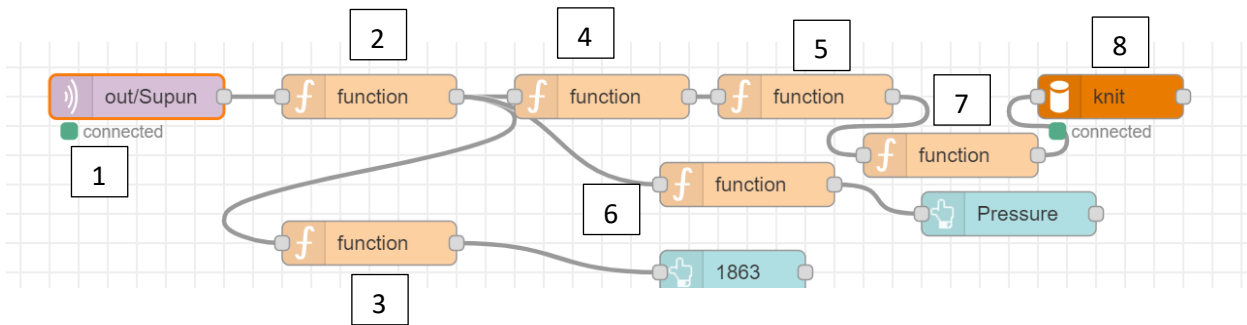 2
4
5
8
out/Supun
function
function
function
knit
connected
7
connected
1
function
function
6
Pressure
function
1863
3